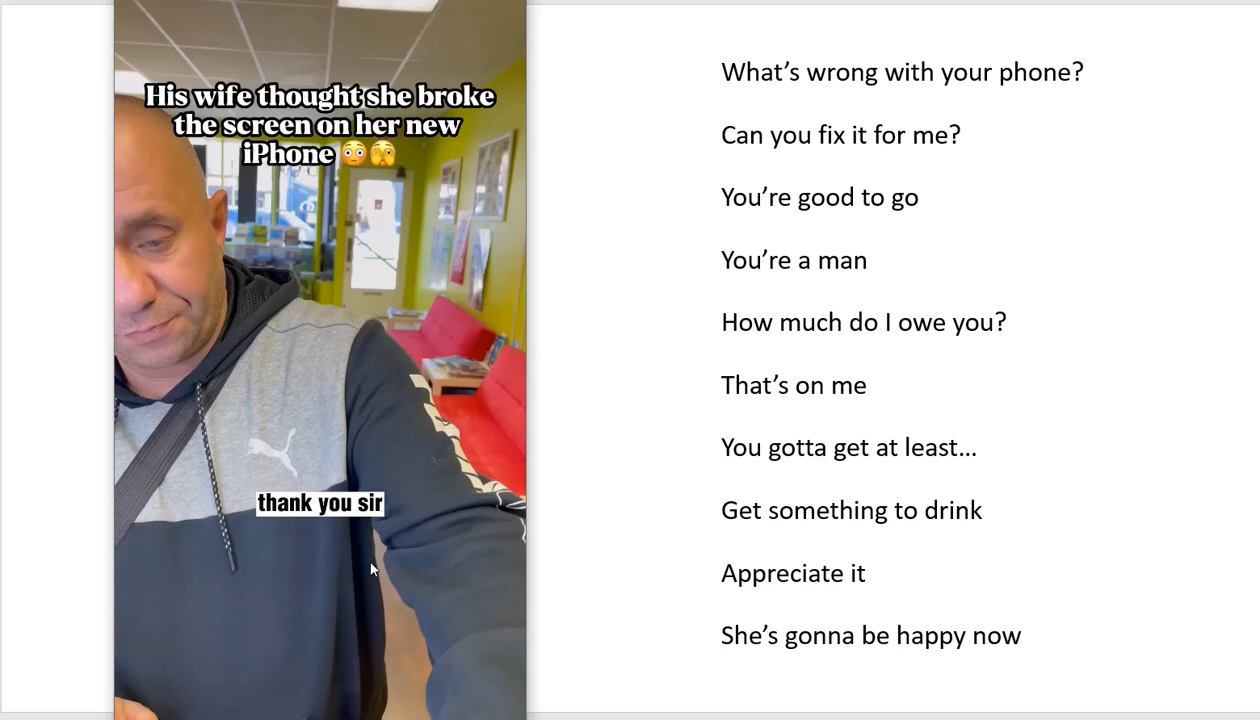 His wife thought she broke
the screen on her new
iPhone 😳🫣
thank you sir
What’s wrong with your phone?
Can you fix it for me?
You’re good to go
You’re a man
How much do I owe you?
That’s on me
You gotta get at least…
Get something to drink
Appreciate it
She’s gonna be happy now